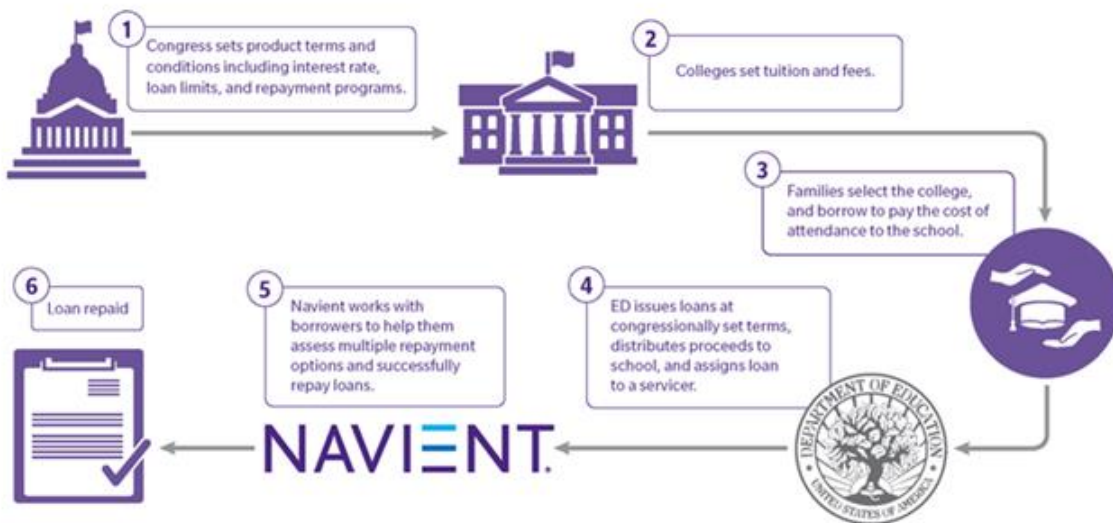 1
Congress sets product terms and
conditions including interest rate,
loan limits, and repayment programs.
2
Colleges set tuition and fees.
3
Families select the college,
and borrow to pay the cost of
attendance to the school.
4
ED issues loans at
congressionally set terms,
distributes proceeds to
school, and assigns loan
to a servicer.
DEPARTMENT OF EDUCATION
UNITED STATES OF AMERICA
5
Navient works with
borrowers to help them
assess multiple repayment
options and successfully
repay loans.
NAVIENT.
6
Loan repaid